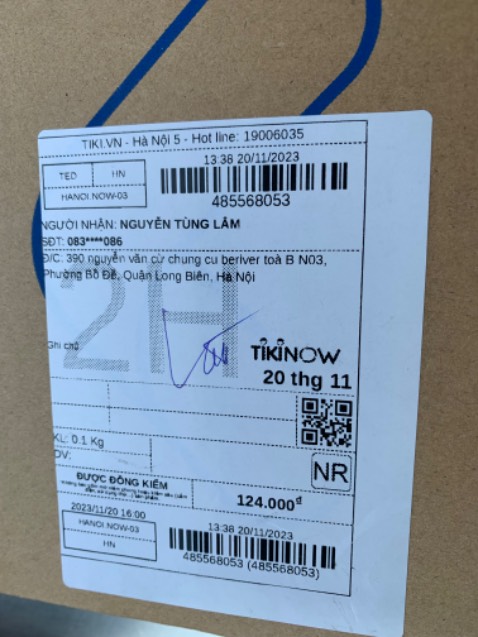 TIKI.VN - Hà Nội 5 - Hot line: 19006035
TED HN
HANOI.NOW-03
13:38 20/11/2023
485568053
NGƯỜI NHẬN: NGUYỄN TÙNG LÂM
SĐT: 083****086
Đ/C: 390 nguyễn văn cừ chung cu beriver toà B N03,
Phường Bồ Đề, Quận Long Biên, Hà Nội
2H
Ghi chú
TIKINOW
20 thg 11
KL: 0.1 Kg
DV:
NR
ĐƯỢC ĐỒNG KIỂM
124.000đ
2023/11/20 16:00
HANOI.NOW-03
HN
13:38 20/11/2023
485568053 (485568053)